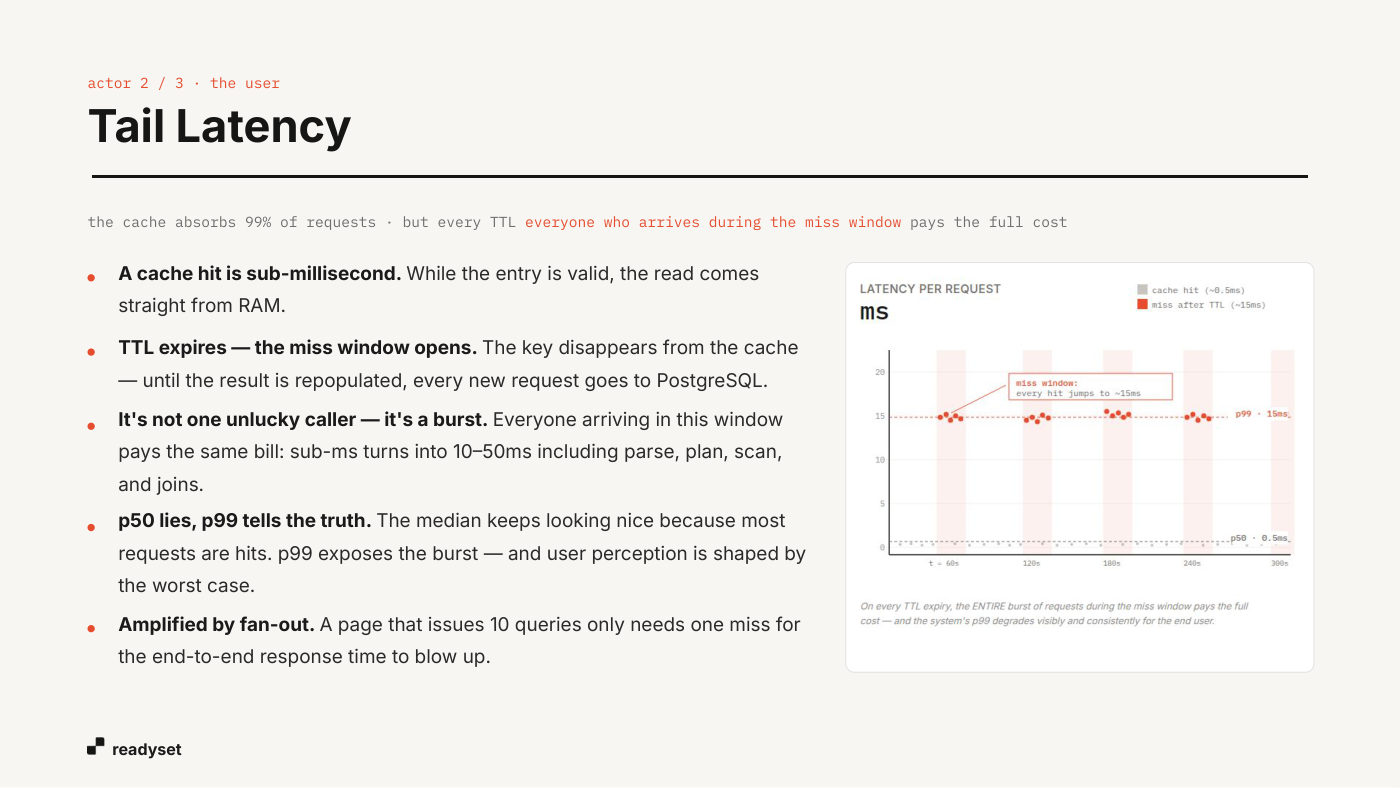 actor 2 / 3 · the user
Tail Latency
the cache absorbs 99% of requests · but every TTL everyone who arrives during the miss window pays the full cost
A cache hit is sub-millisecond. While the entry is valid, the read comes
straight from RAM.
TTL expires — the miss window opens. The key disappears from the cache
— until the result is repopulated, every new request goes to PostgreSQL.
It's not one unlucky caller — it's a burst. Everyone arriving in this window
pays the same bill: sub-ms turns into 10–50ms including parse, plan, scan,
and joins.
p50 lies, p99 tells the truth. The median keeps looking nice because most
requests are hits. p99 exposes the burst — and user perception is shaped by
the worst case.
Amplified by fan-out. A page that issues 10 queries only needs one miss for
the end-to-end response time to blow up.
LATENCY PER REQUEST
ms
cache hit (~0.5ms)
miss after TTL (~15ms)
20
miss window:
every hit jumps to ~15ms
15
p99 · 15ms
10
5
p50 · 0.5ms
0
t = 60s 120s 180s 240s 300s
On every TTL expiry, the ENTIRE burst of requests during the miss window pays the full
cost — and the system's p99 degrades visibly and consistently for the end user.
readyset